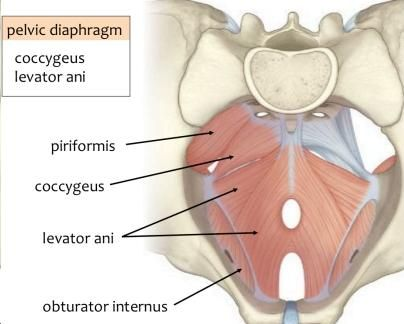 pelvic diaphragm
coccygeus
levator ani
piriformis
coccygeus
levator ani
obturator internus